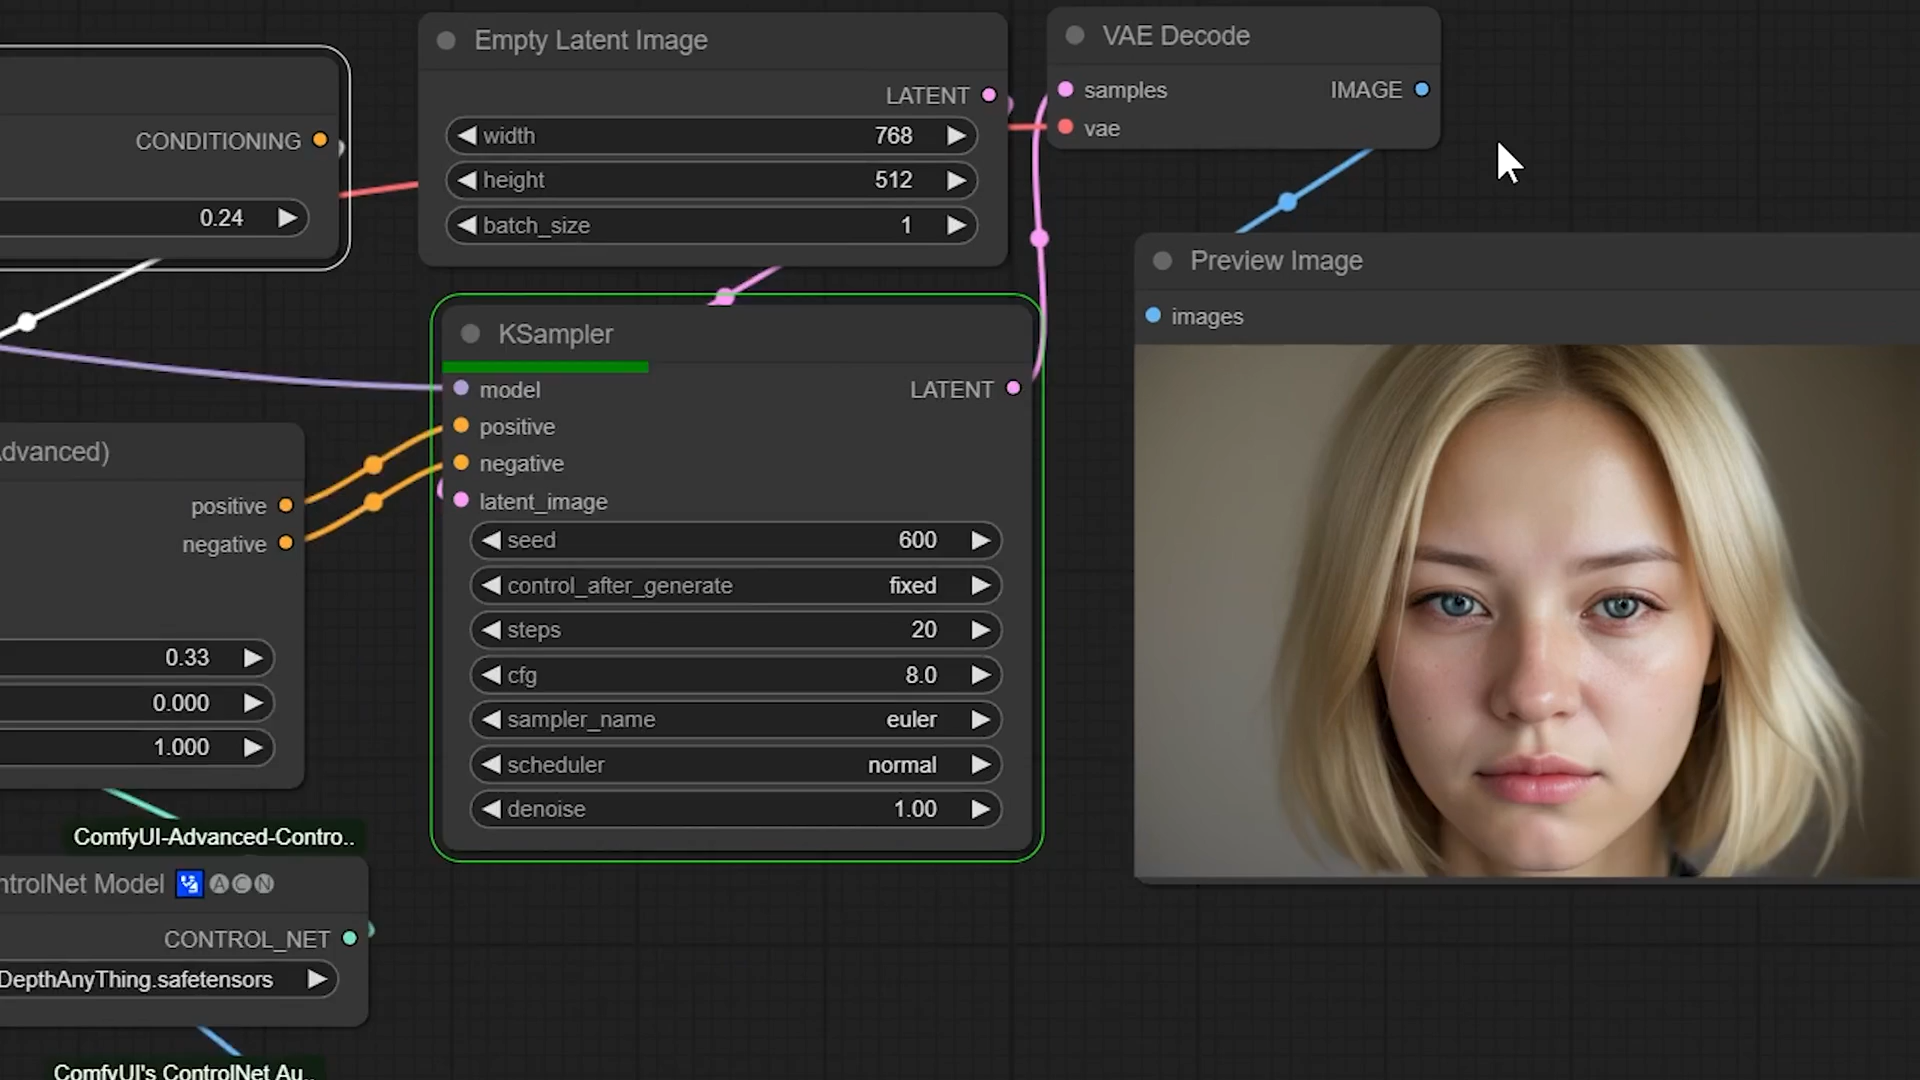 CONDITIONING
0.24
Empty Latent Image
LATENT
width 768
height 512
batch_size 1
VAE Decode
samples IMAGE
vae
Preview Image
images
KSampler
model LATENT
positive
negative
latent_image
seed 600
control_after_generate fixed
steps 20
cfg 8.0
sampler_name euler
scheduler normal
denoise 1.00
dvanced)
positive
negative
0.33
0.000
1.000
ComfyUI-Advanced-Contro..
ntrolNet Model ACN
CONTROL_NET
DepthAnyThing.safetensors
ComfyUI's ControlNet Au..